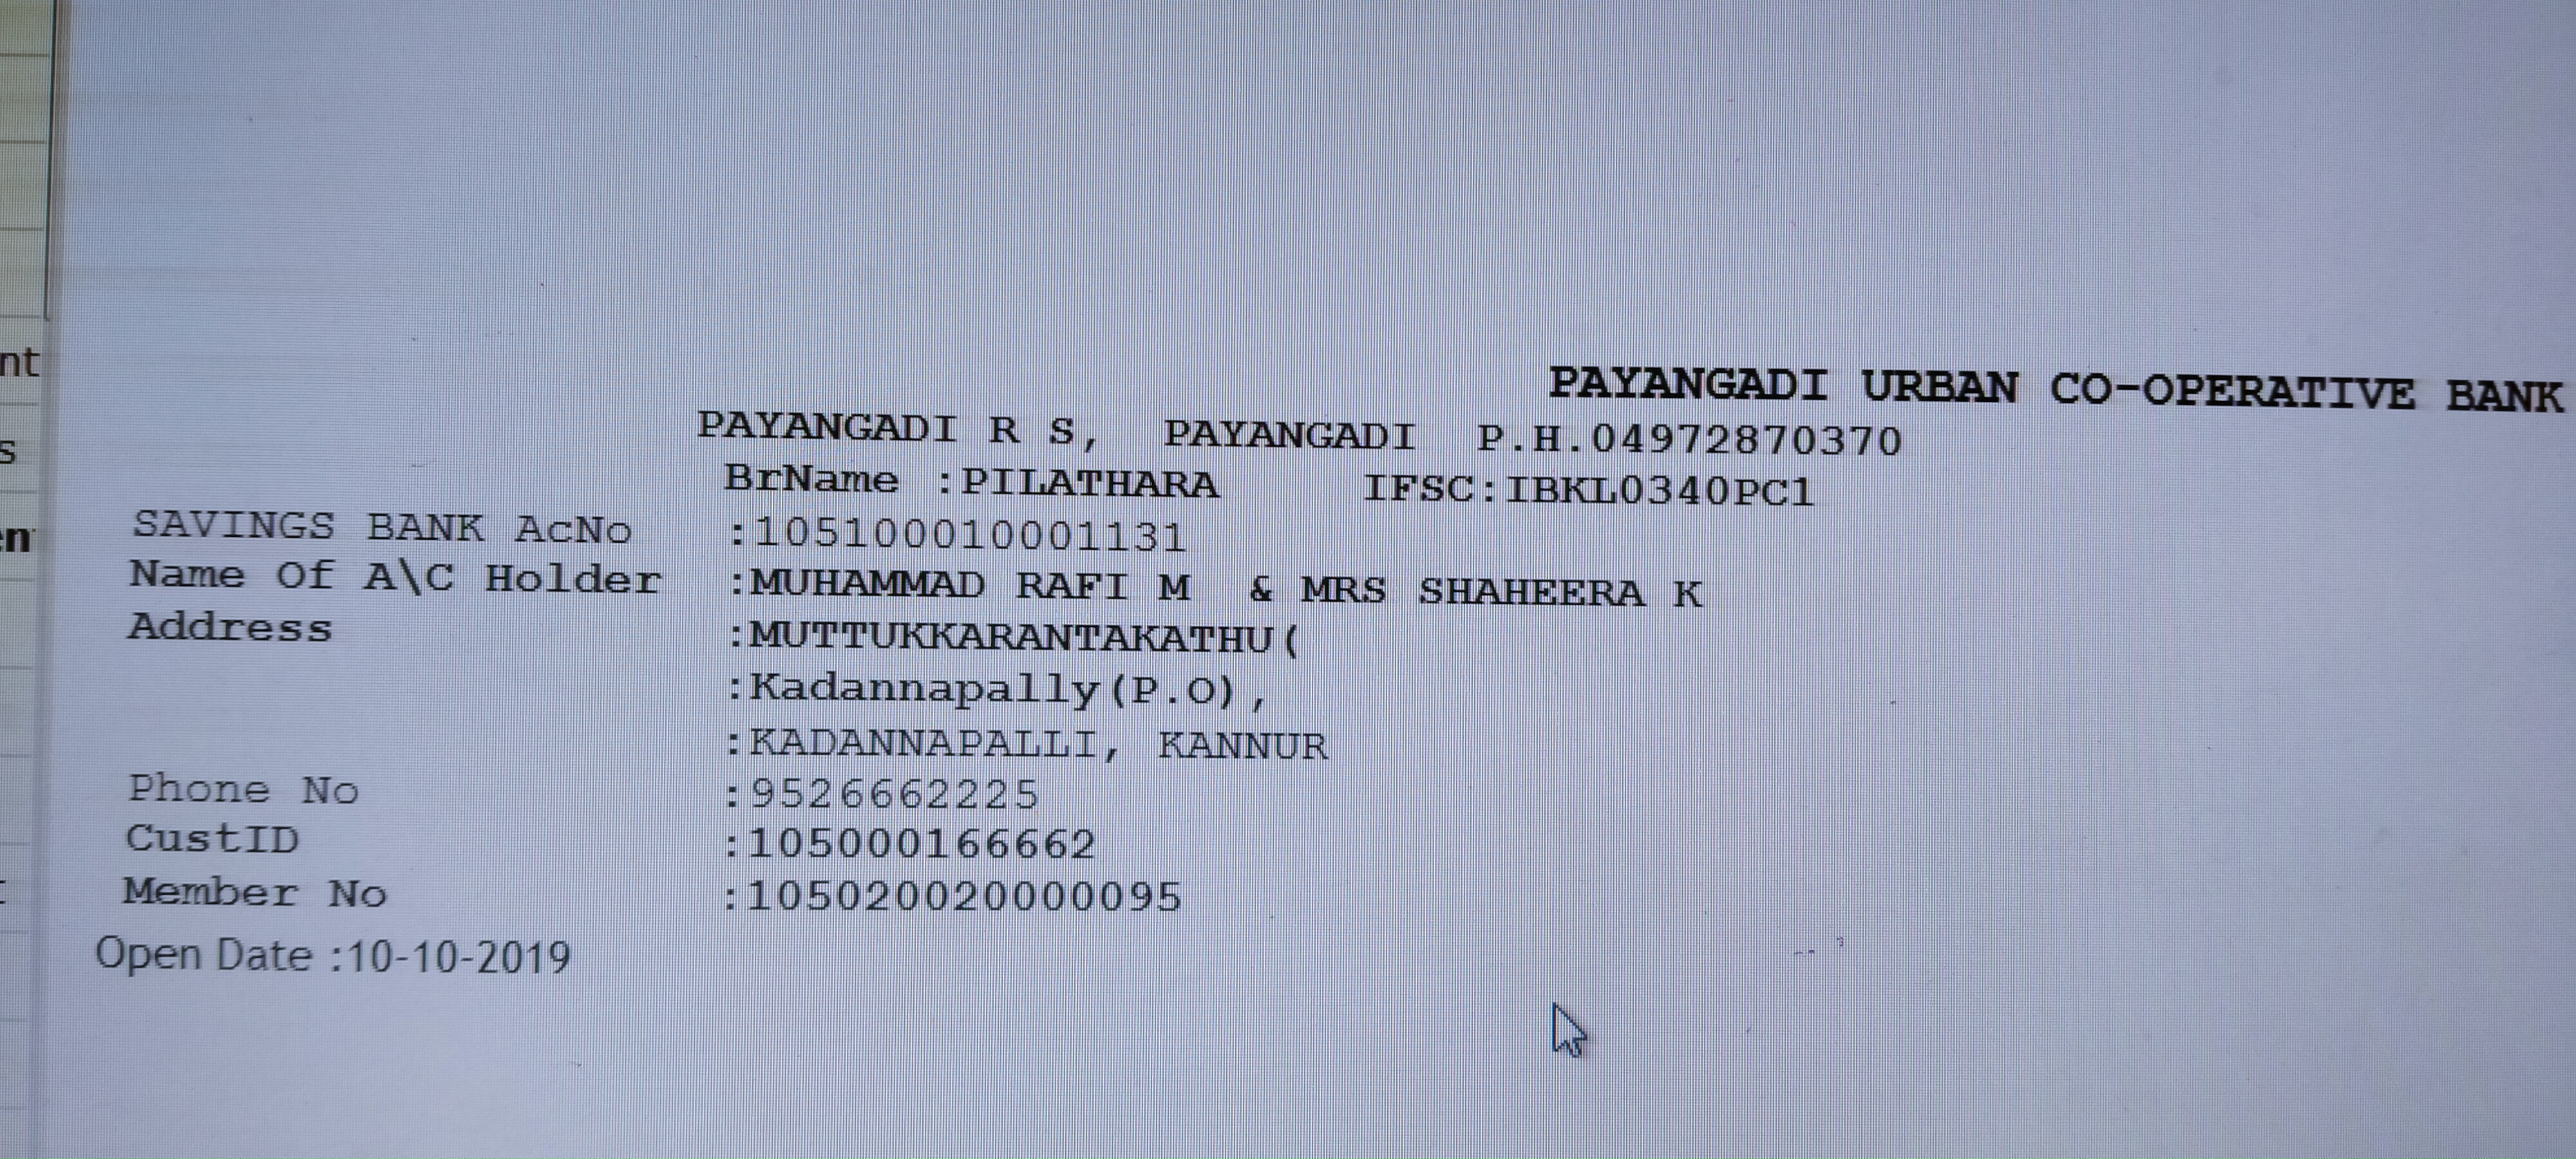 PAYANGADI URBAN CO-OPERATIVE BANK
PAYANGADI R S, PAYANGADI P.H.04972870370
BrName :PILATHARA IFSC:IBKL0340PC1
SAVINGS BANK AcNo :105100010001131
Name Of A\C Holder :MUHAMMAD RAFI M & MRS SHAHEERA K
Address :MUTTUKKARANTAKATHU(
:Kadannapally(P.O),
:KADANNAPALLI, KANNUR
Phone No :9526662225
CustID :105000166662
Member No :105020020000095
Open Date :10-10-2019